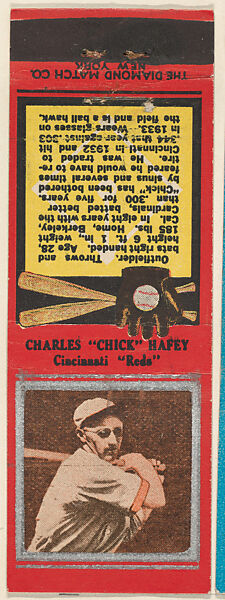 THE DIAMOND MATCH CO.
NEW YORK
Outfielder. Throws and
bats right-handed. Age 28,
height 6 ft. 1 in., weight
185 lbs. Home, Berkeley,
Cal. In eight years with the
Cardinals, batted better
than .300 for five years.
"Chick" has been bothered
by sinus and several times
feared he would have to re-
tire. He was traded to
Cincinnati in 1932 and hit
.344 that year against .303
in 1933. Wears glasses on
the field and is a ball hawk.
CHARLES "CHICK" HAFEY
Cincinnati "Reds"